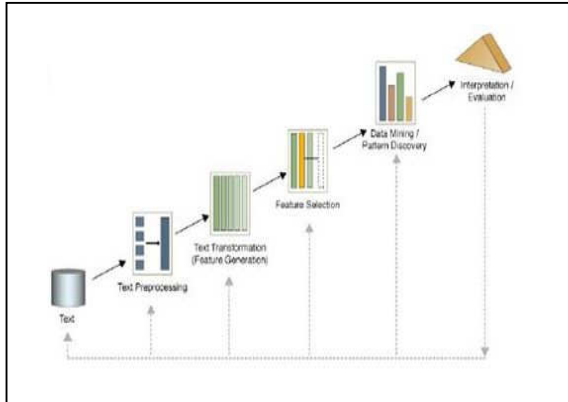 Text
Text Preprocessing
Text Transformation
(Feature Generation)
Feature Selection
Data Mining /
Pattern Discovery
Interpretation /
Evaluation